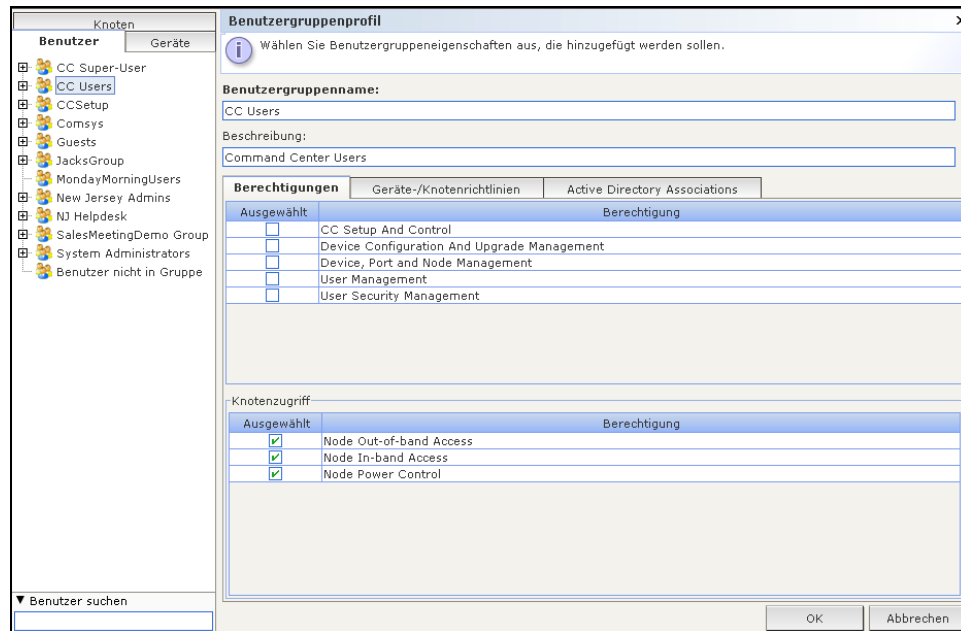 Knoten
Benutzer
Geräte
CC Super-User
CC Users
CCSetup
Comsys
Guests
JacksGroup
MondayMorningUsers
New Jersey Admins
NJ Helpdesk
SalesMeetingDemo Group
System Administrators
Benutzer nicht in Gruppe
Benutzer suchen
Benutzergruppenprofil
Wählen Sie Benutzergruppeneigenschaften aus, die hinzugefügt werden sollen.
Benutzergruppenname:
CC Users
Beschreibung:
Command Center Users
Berechtigungen
Geräte-/Knotenrichtlinien
Active Directory Associations
Ausgewählt Berechtigung
CC Setup And Control
Device Configuration And Upgrade Management
Device, Port and Node Management
User Management
User Security Management
Knotenzugriff
Ausgewählt Berechtigung
Node Out-of-band Access
Node In-band Access
Node Power Control
OK
Abbrechen